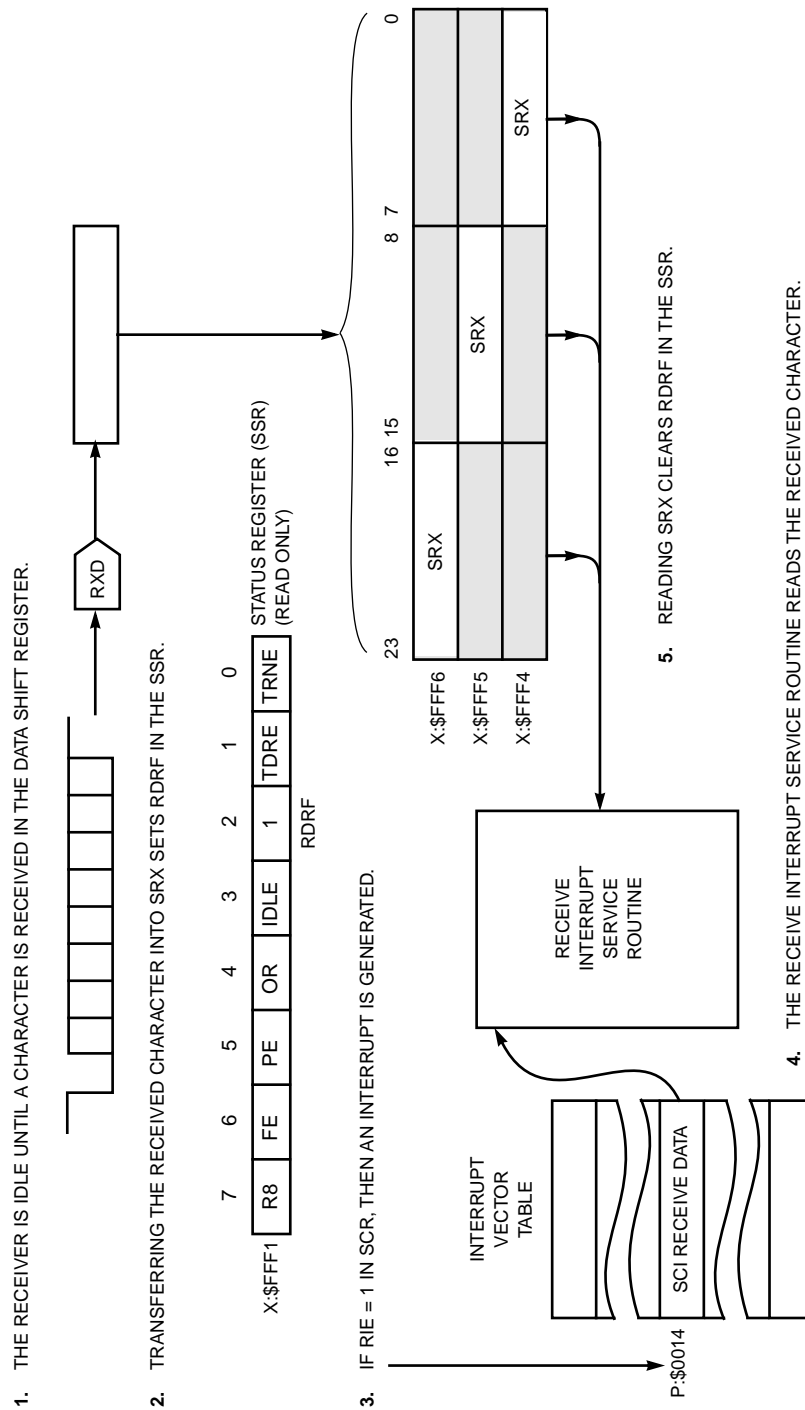 1. THE RECEIVER IS IDLE UNTIL A CHARACTER IS RECEIVED IN THE DATA SHIFT REGISTER.
RXD
2. TRANSFERRING THE RECEIVED CHARACTER INTO SRX SETS RDRF IN THE SSR.
7 6 5 4 3 2 1 0
X:$FFF1 R8 FE PE OR IDLE 1 TDRE TRNE
STATUS REGISTER (SSR)
(READ ONLY)
RDRF
3. IF RIE = 1 IN SCR, THEN AN INTERRUPT IS GENERATED.
23 16 15 8 7 0
X:$FFF6 SRX
X:$FFF5 SRX
X:$FFF4 SRX
INTERRUPT
VECTOR
TABLE
RECEIVE
INTERRUPT
SERVICE
ROUTINE
P:$0014 SCI RECEIVE DATA
5. READING SRX CLEARS RDRF IN THE SSR.
4. THE RECEIVE INTERRUPT SERVICE ROUTINE READS THE RECEIVED CHARACTER.